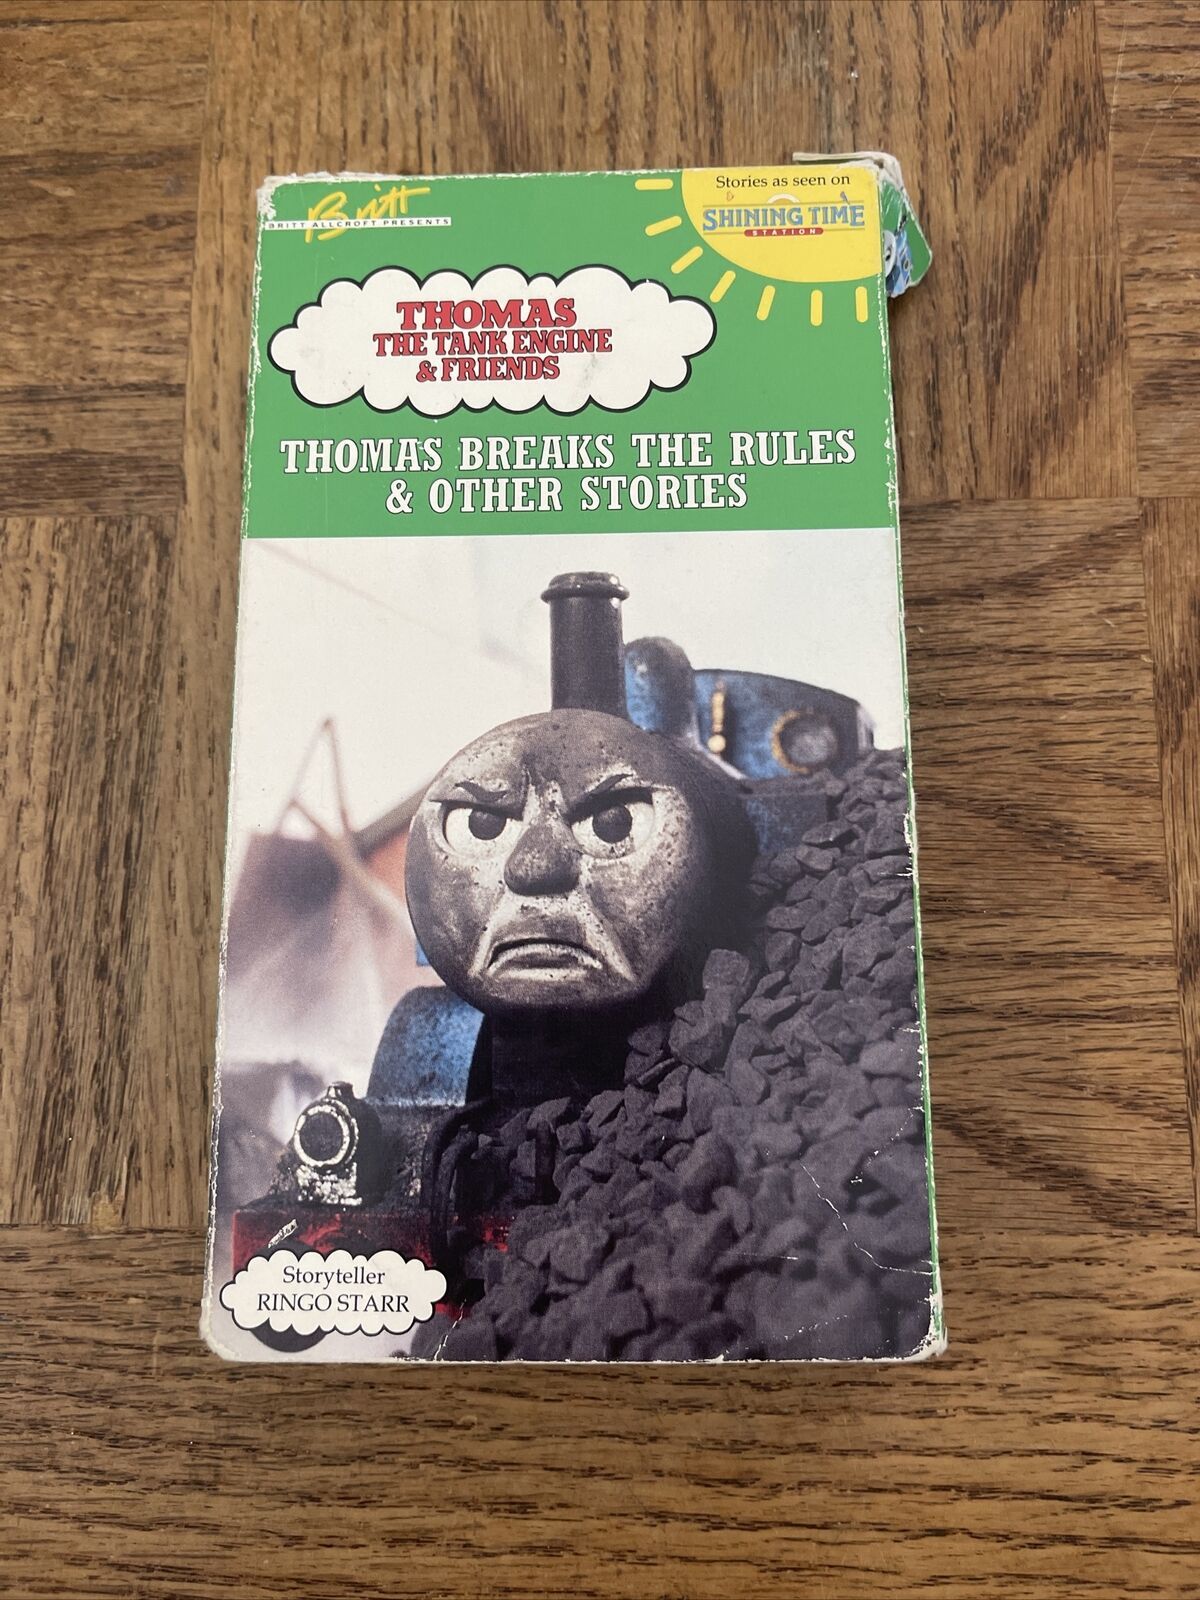 Britt
BRITT ALLCROFT PRESENTS
Stories as seen on
SHINING TIME
STATION
THOMAS
THE TANK ENGINE
& FRIENDS
THOMAS BREAKS THE RULES
& OTHER STORIES
Storyteller
RINGO STARR